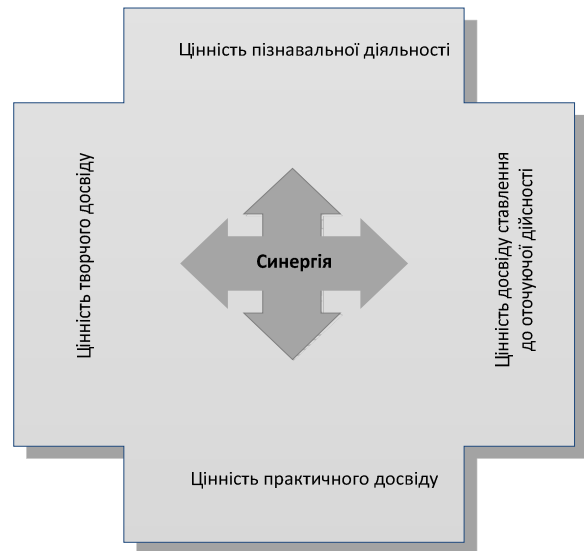 Цінність пізнавальної діяльності
Цінність творчого досвіду
Синергія
Цінність досвіду ставлення
до оточуючої дійсності
Цінність практичного досвіду